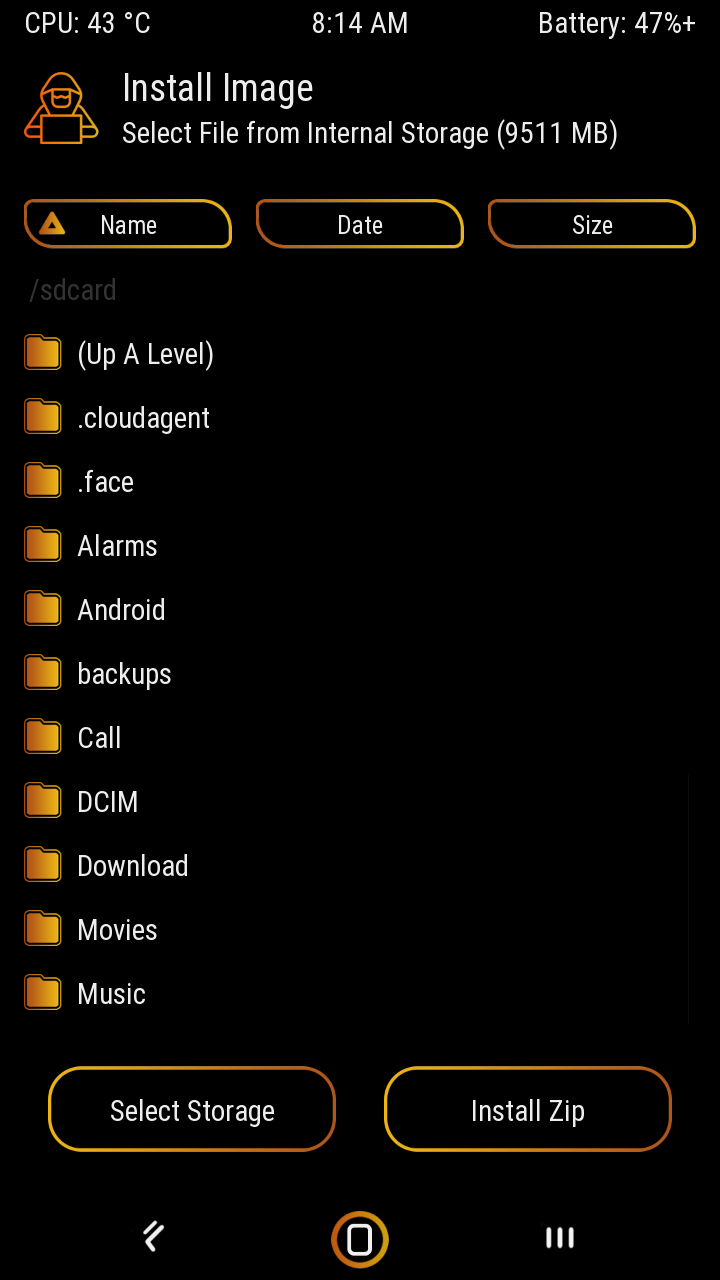 CPU: 43 °C 8:14 AM Battery: 47%+
Install Image
Select File from Internal Storage (9511 MB)
Name Date Size
/sdcard
(Up A Level)
.cloudagent
.face
Alarms
Android
backups
Call
DCIM
Download
Movies
Music
Select Storage Install Zip